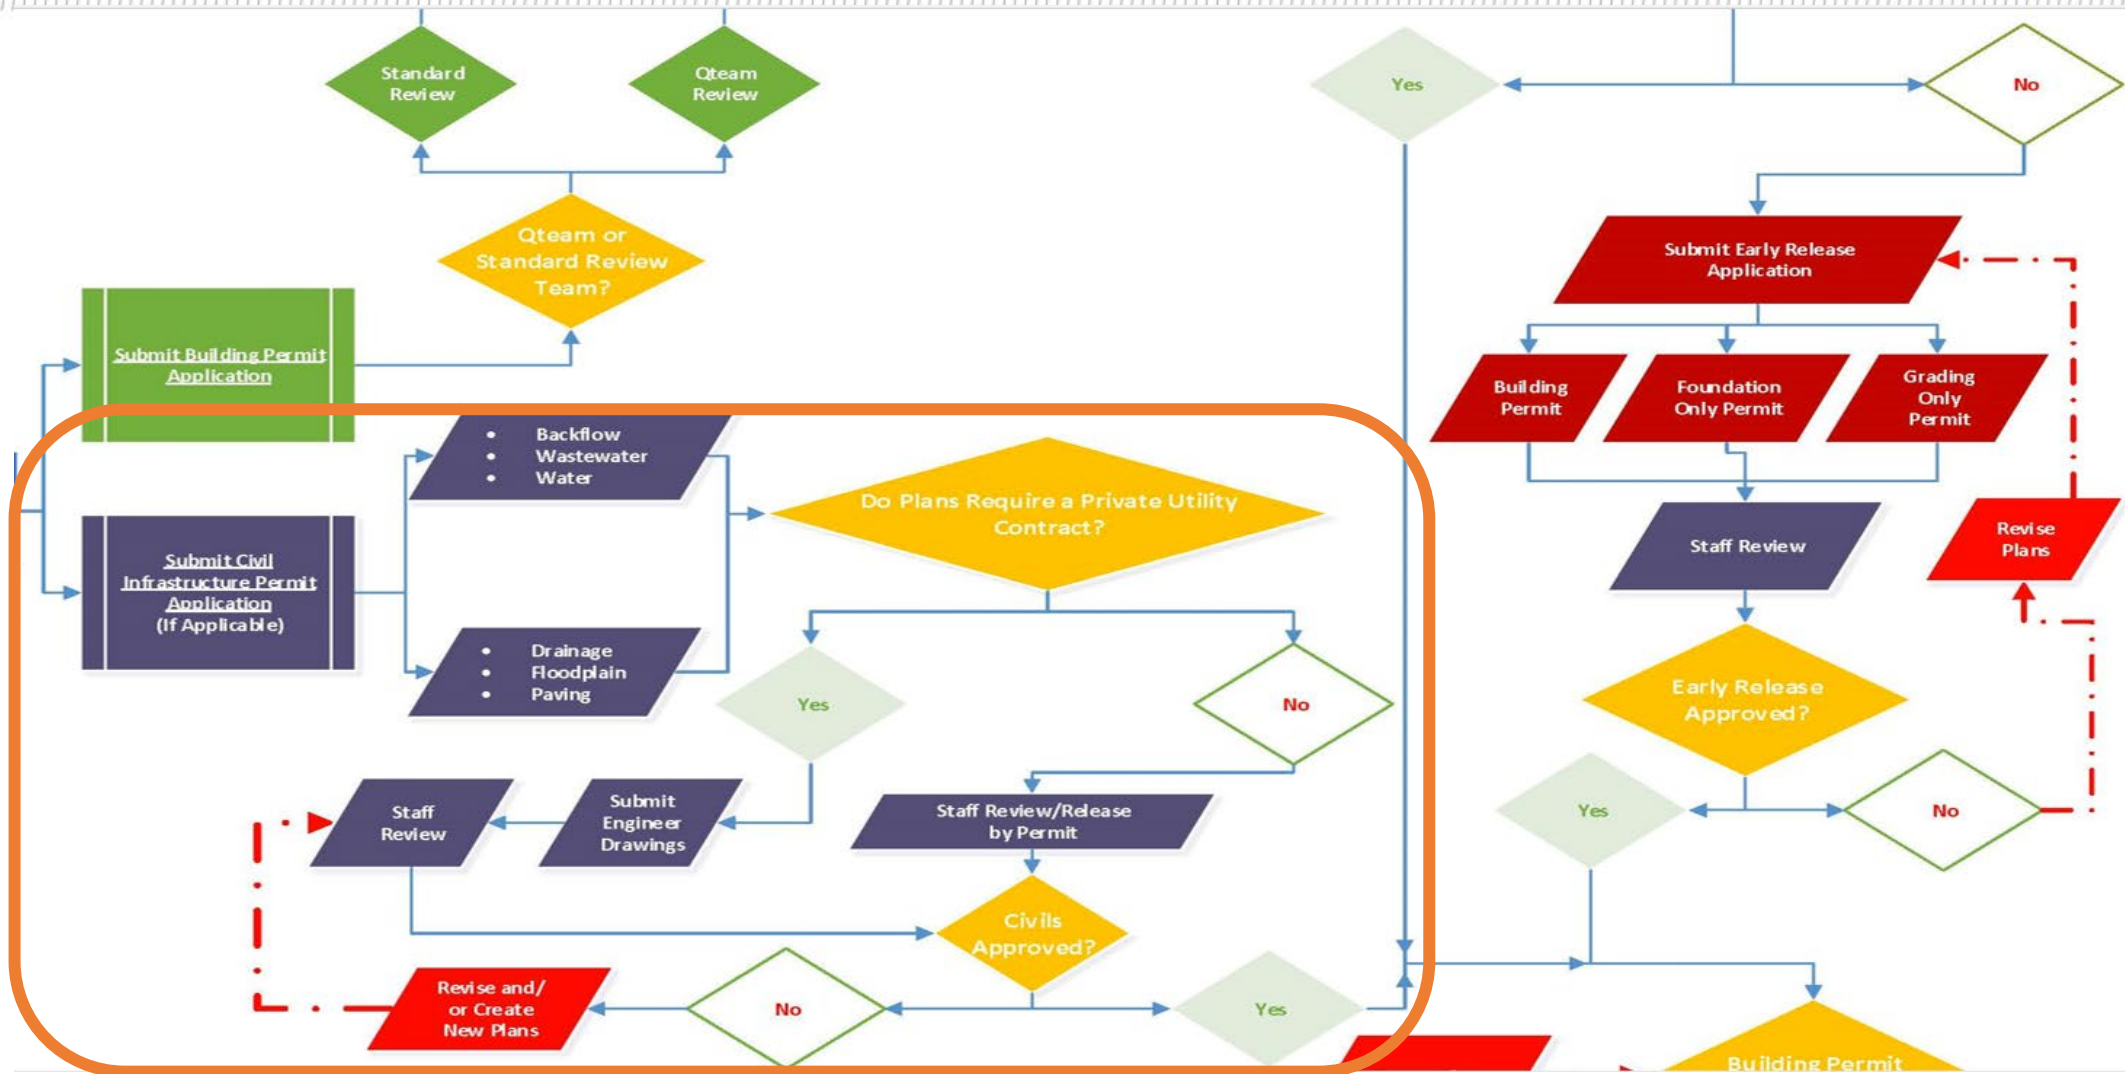 Standard
Review
Qteam
Review
Yes
No
Qteam or
Standard Review
Team?
Submit Early Release
Application
Submit Building Permit
Application
Building
Permit
Foundation
Only Permit
Grading
Only
Permit
• Backflow
• Wastewater
• Water
Do Plans Require a Private Utility
Contract?
Submit Civil
Infrastructure Permit
Application
(If Applicable)
Staff Review
Revise
Plans
• Drainage
• Floodplain
• Paving
Yes
No
Early Release
Approved?
Staff
Review
Submit
Engineer
Drawings
Staff Review/Release
by Permit
Yes
No
Civils
Approved?
Revise and/
or Create
New Plans
No
Yes
Building Permit